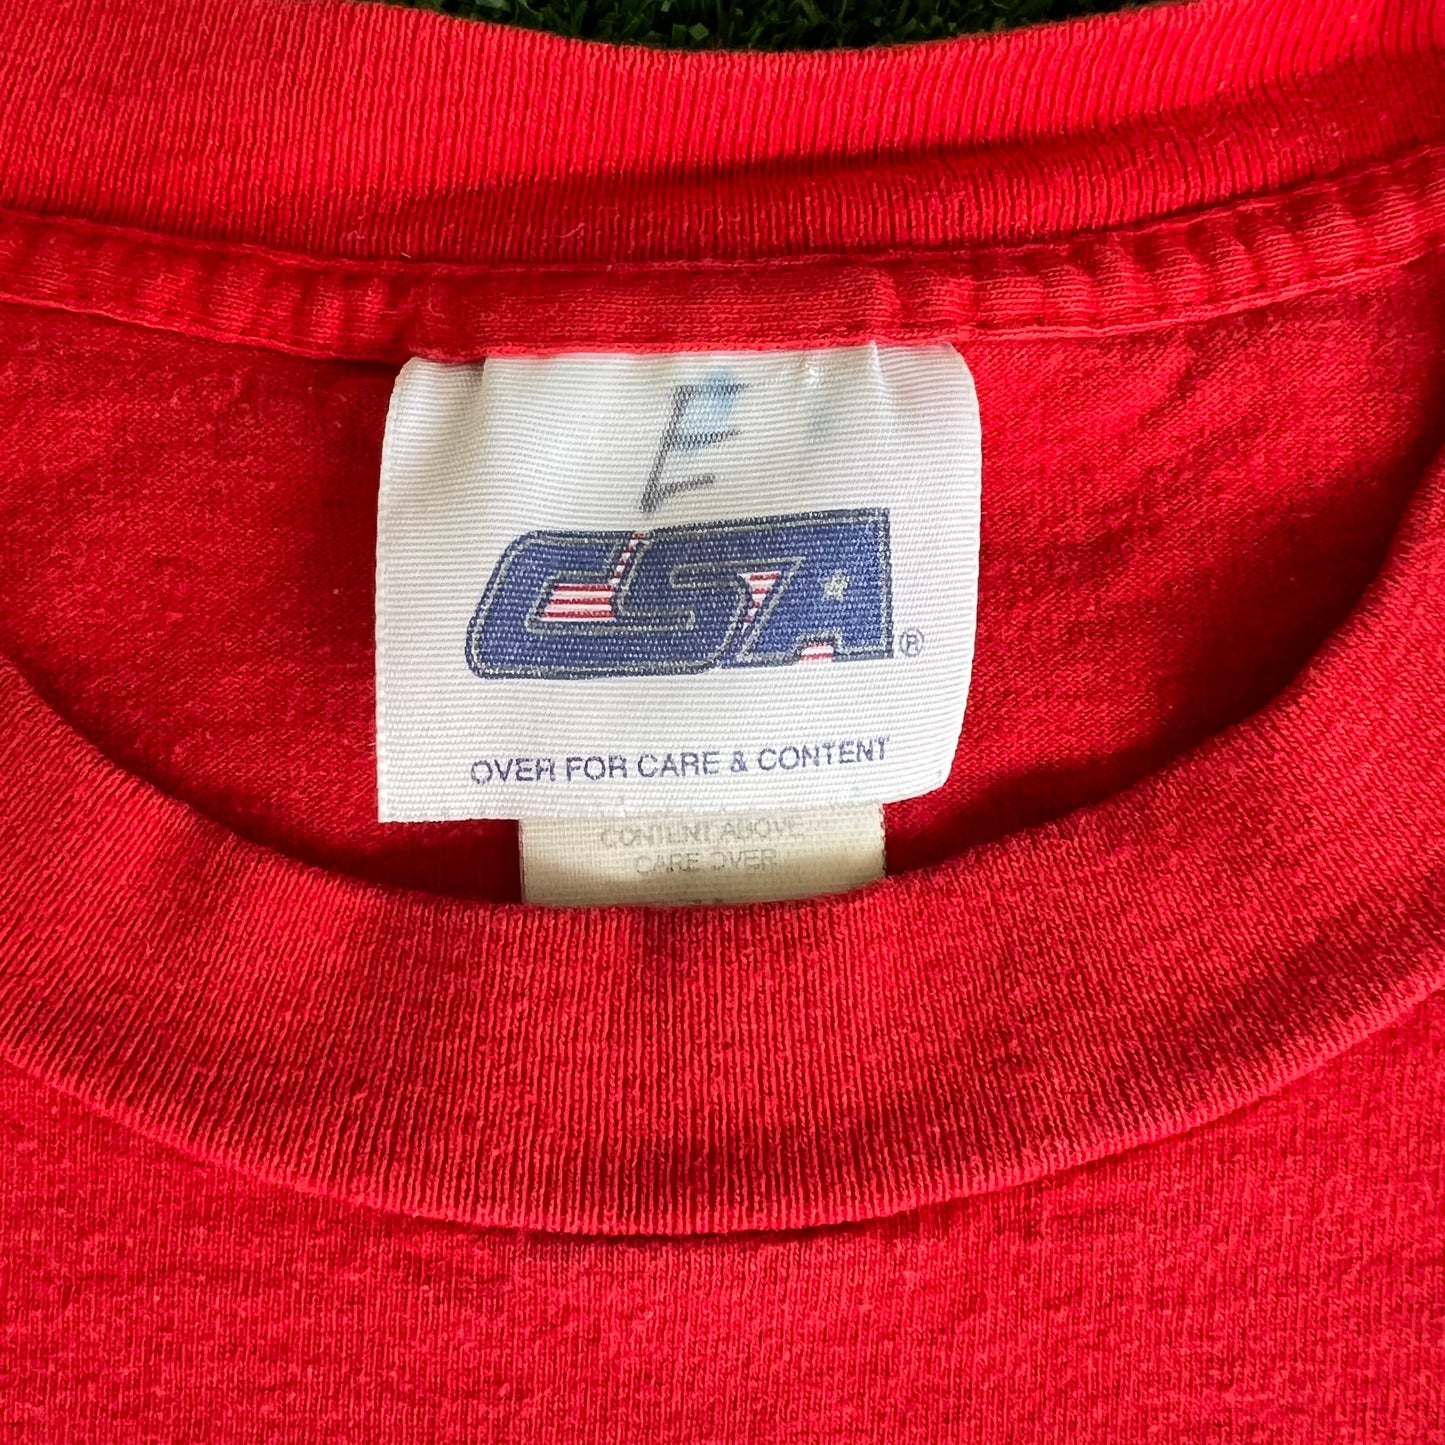 E
CSA®
OVER FOR CARE & CONTENT
CONTENT ABOVE
CARE OVER